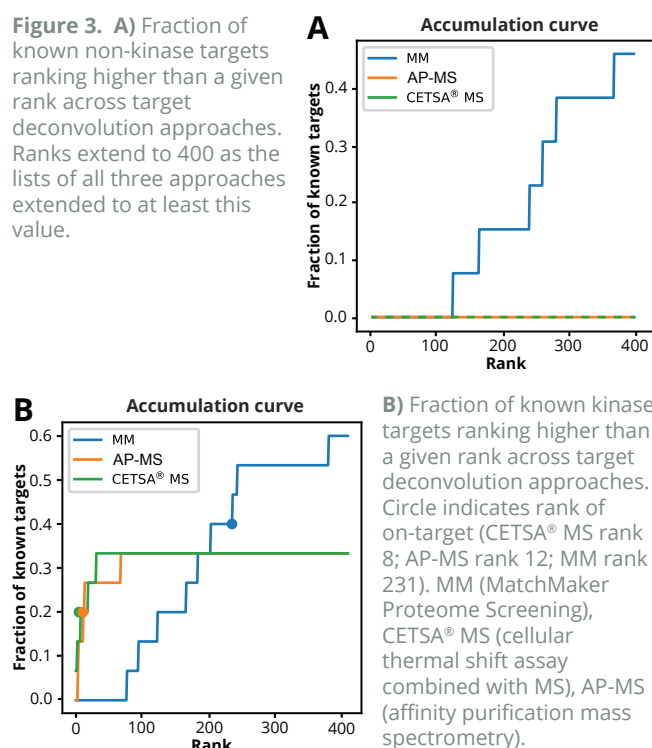 Figure 3. A) Fraction of
known non-kinase targets
ranking higher than a given
rank across target
deconvolution approaches.
Ranks extend to 400 as the
lists of all three approaches
extended to at least this
value.
A
Accumulation curve
MM
AP-MS
CETSA® MS
Fraction of known targets
0.4
0.3
0.2
0.1
0.0
0 100 200 300 400
Rank
B
Accumulation curve
MM
AP-MS
CETSA® MS
Fraction of known targets
0.6
0.5
0.4
0.3
0.2
0.1
0.0
0 100 200 300 400
Rank
B) Fraction of known kinase
targets ranking higher than
a given rank across target
deconvolution approaches.
Circle indicates rank of
on-target (CETSA® MS rank
8; AP-MS rank 12; MM rank
231). MM (MatchMaker
Proteome Screening),
CETSA® MS (cellular
thermal shift assay
combined with MS), AP-MS
(affinity purification mass
spectrometry).